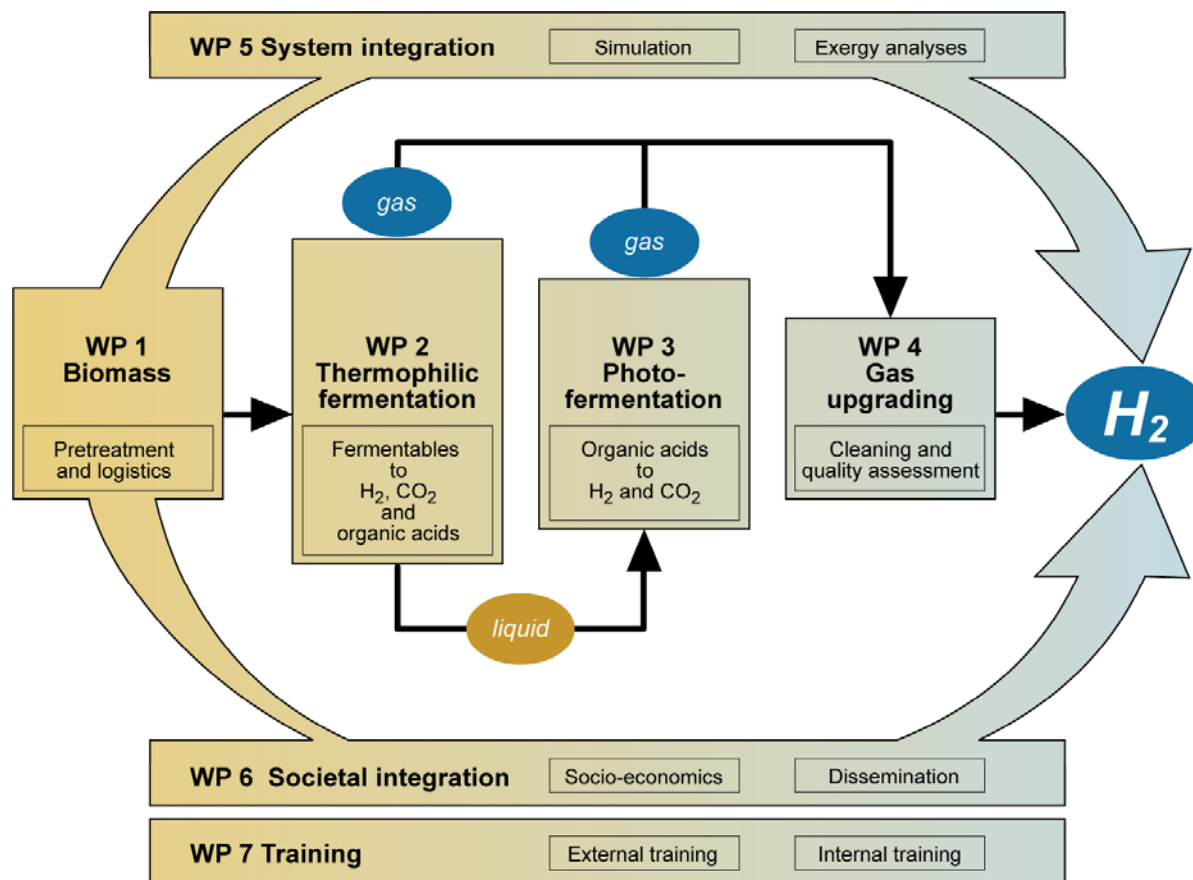 WP 5 System integration
Simulation
Exergy analyses
gas
gas
WP 1
Biomass
Pretreatment
and logistics
WP 2
Thermophilic
fermentation
Fermentables
to
H₂, CO₂
and
organic acids
WP 3
Photo-
fermentation
Organic acids
to
H₂ and CO₂
WP 4
Gas
upgrading
Cleaning and
quality assessment
H₂
liquid
WP 6 Societal integration
Socio-economics
Dissemination
WP 7 Training
External training
Internal training